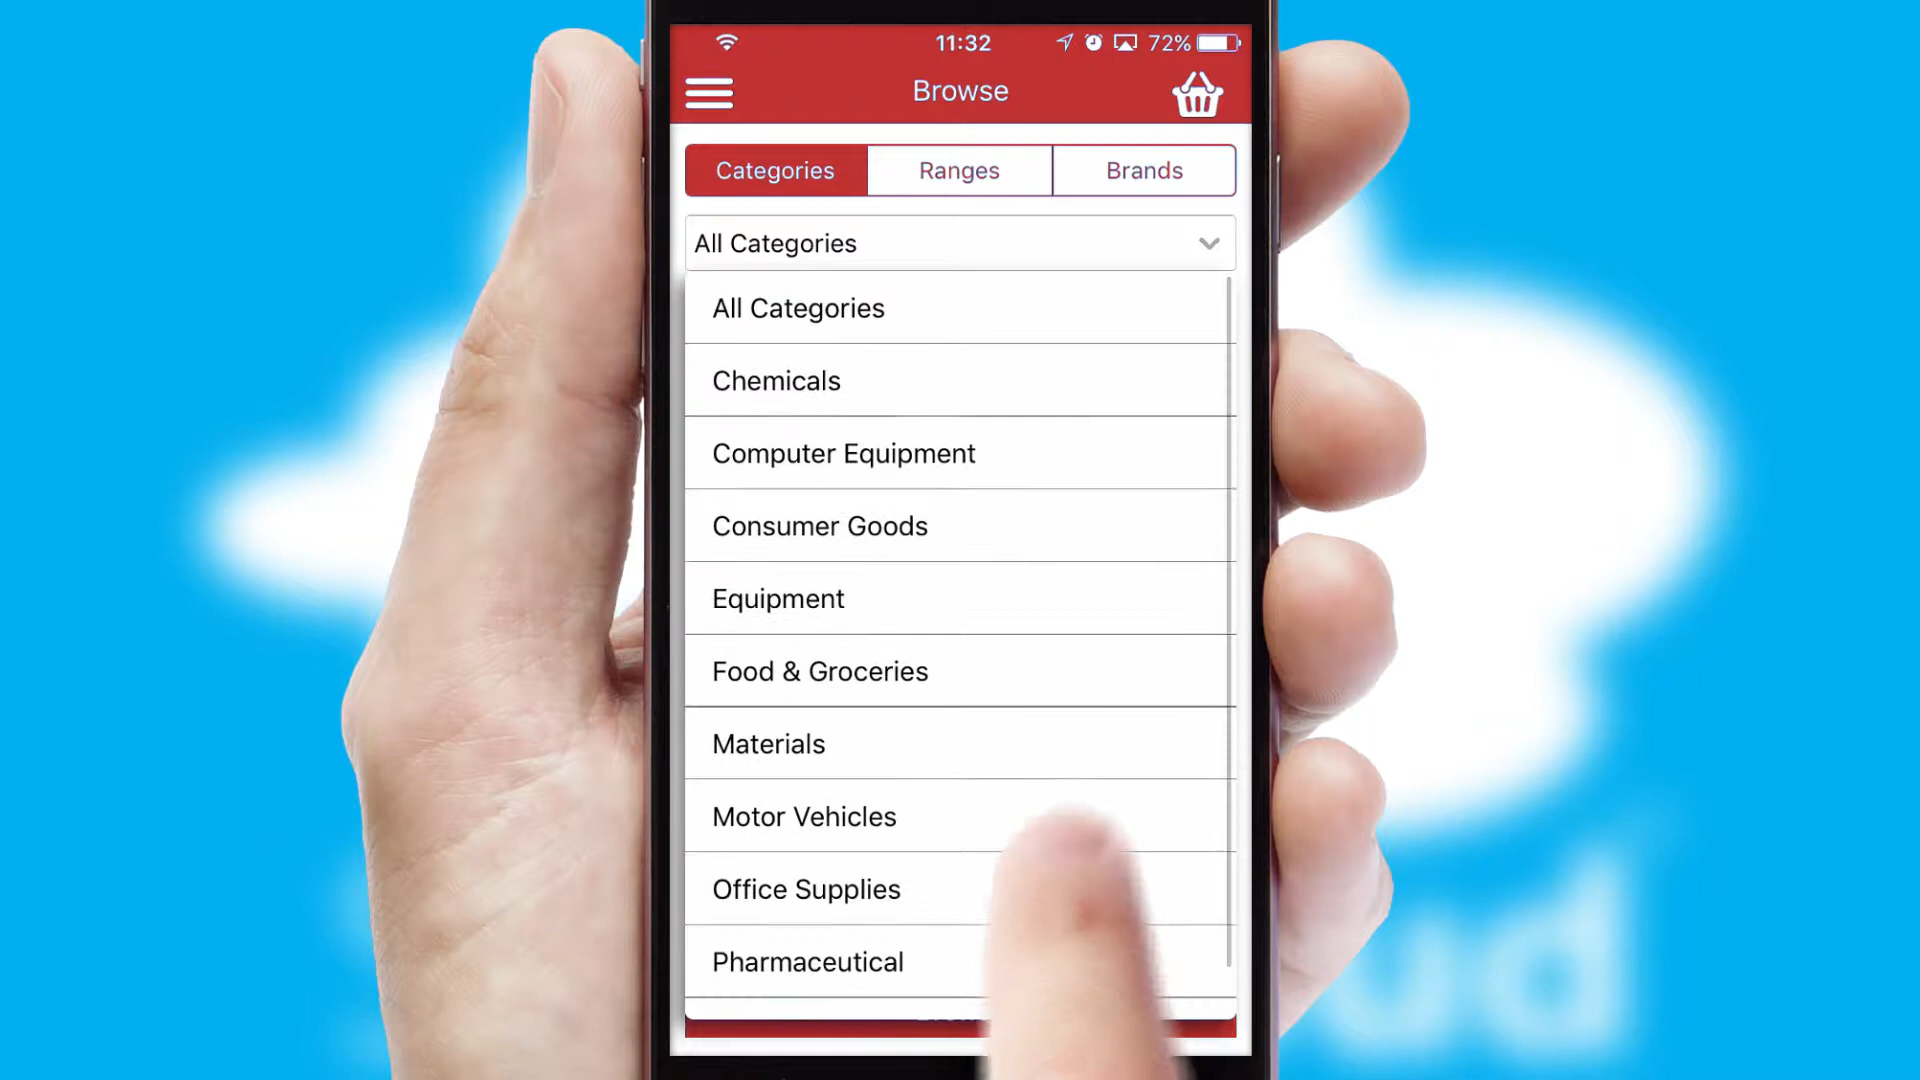 11:32
72%
Browse
Categories
Ranges
Brands
All Categories
All Categories
Chemicals
Computer Equipment
Consumer Goods
Equipment
Food & Groceries
Materials
Motor Vehicles
Office Supplies
Pharmaceutical